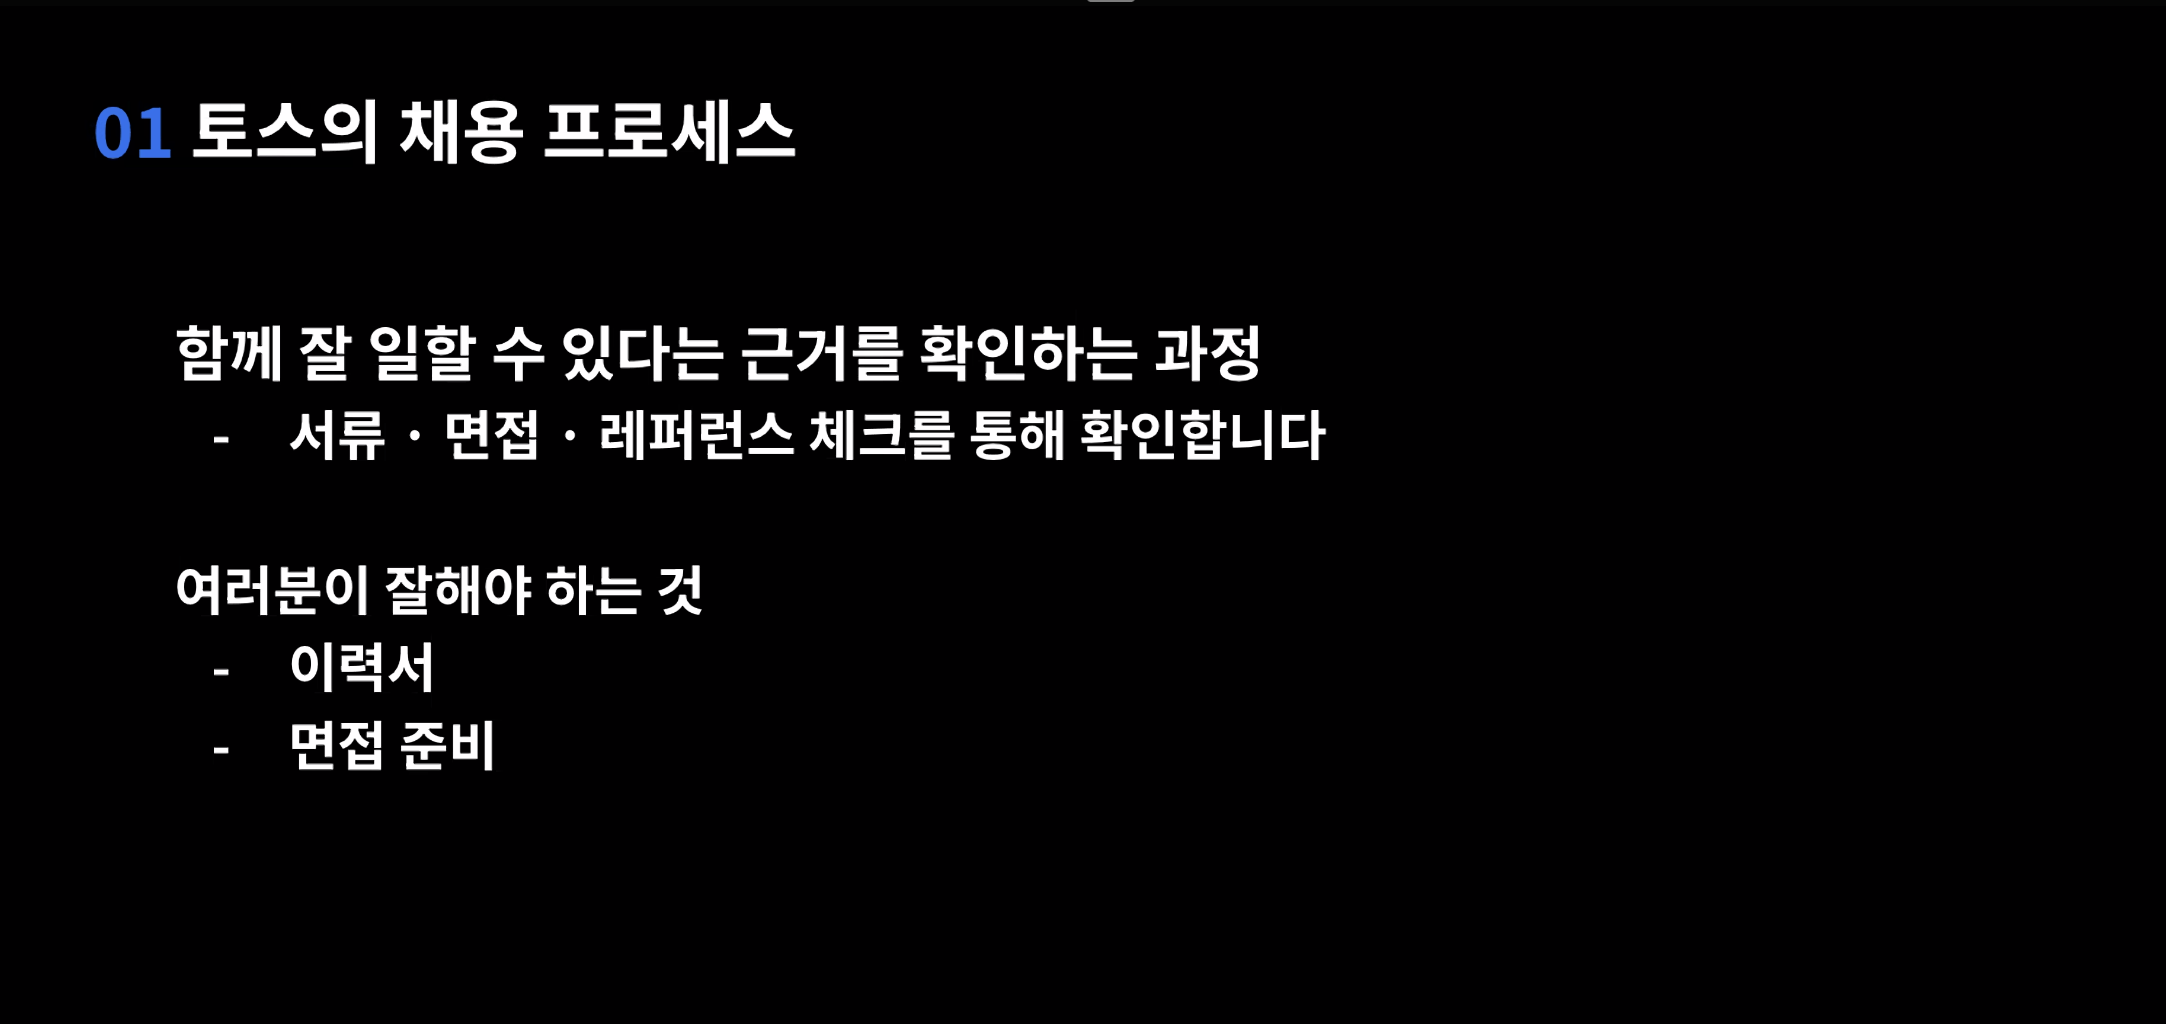 01 토스의 채용 프로세스
함께 잘 일할 수 있다는 근거를 확인하는 과정
- 서류 · 면접 · 레퍼런스 체크를 통해 확인합니다
여러분이 잘해야 하는 것
- 이력서
- 면접 준비